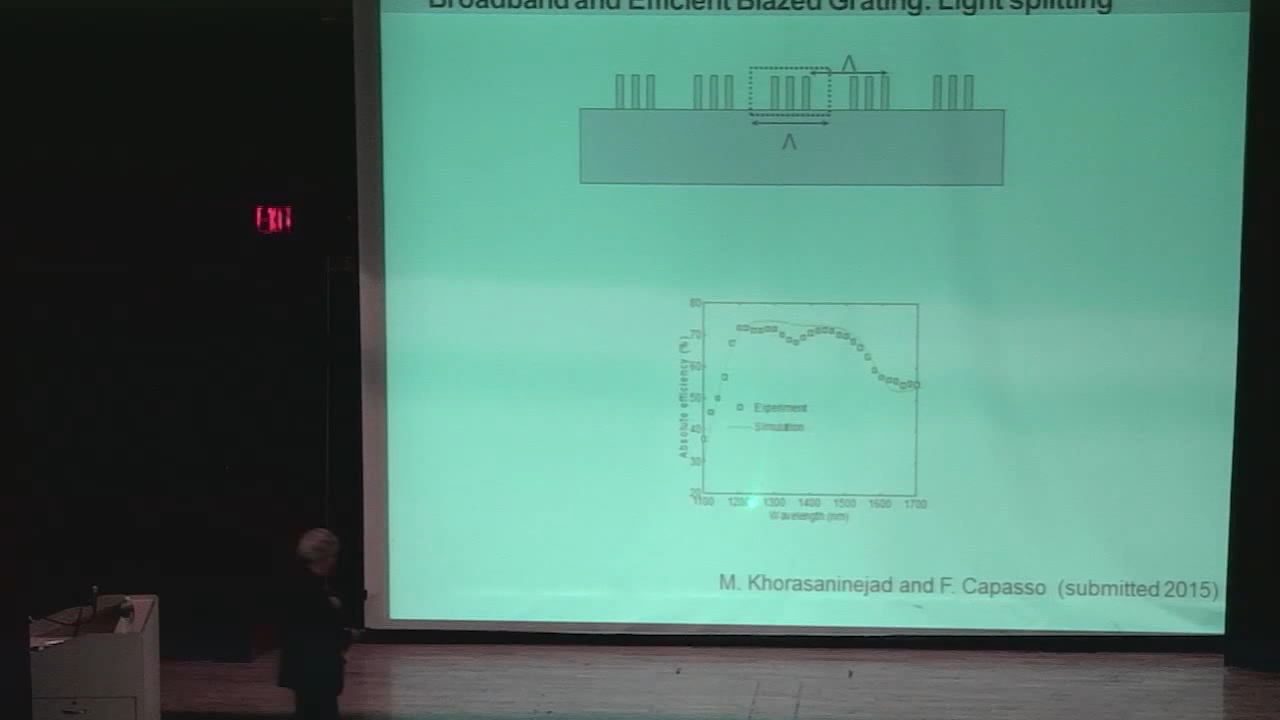 Broadband and Efficient Blazed Grating: Light splitting
Λ
Λ
EXIT
80
70
60
50
40
30
20
Absolute efficiency (%)
Experiment
Simulation
1100 1200 1300 1400 1500 1600 1700
Wavelength (nm)
M. Khorasaninejad and F. Capasso (submitted 2015)